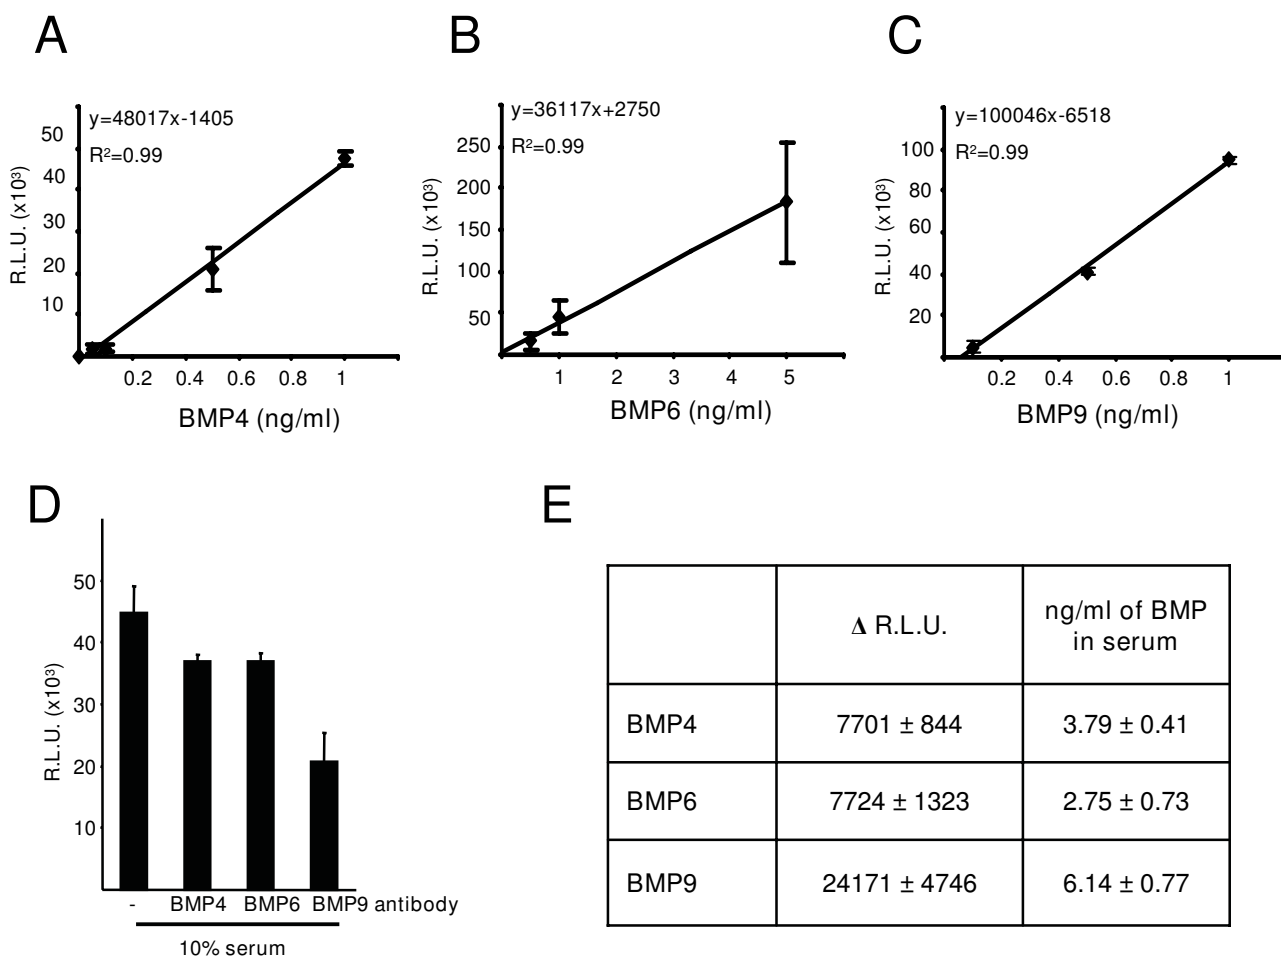 A
y=48017x-1405
R²=0.99
50
40
30
20
10
R.L.U. (x10³)
0.2 0.4 0.6 0.8 1
BMP4 (ng/ml)
B
y=36117x+2750
R²=0.99
250
200
150
100
50
R.L.U. (x10³)
1 2 3 4 5
BMP6 (ng/ml)
C
y=100046x-6518
R²=0.99
100
80
60
40
20
R.L.U. (x10³)
0.2 0.4 0.6 0.8 1
BMP9 (ng/ml)
D
50
40
30
20
10
R.L.U. (x10³)
- BMP4 BMP6 BMP9 antibody
10% serum
E
Δ R.L.U.
ng/ml of BMP
in serum
BMP4 7701 ± 844 3.79 ± 0.41
BMP6 7724 ± 1323 2.75 ± 0.73
BMP9 24171 ± 4746 6.14 ± 0.77